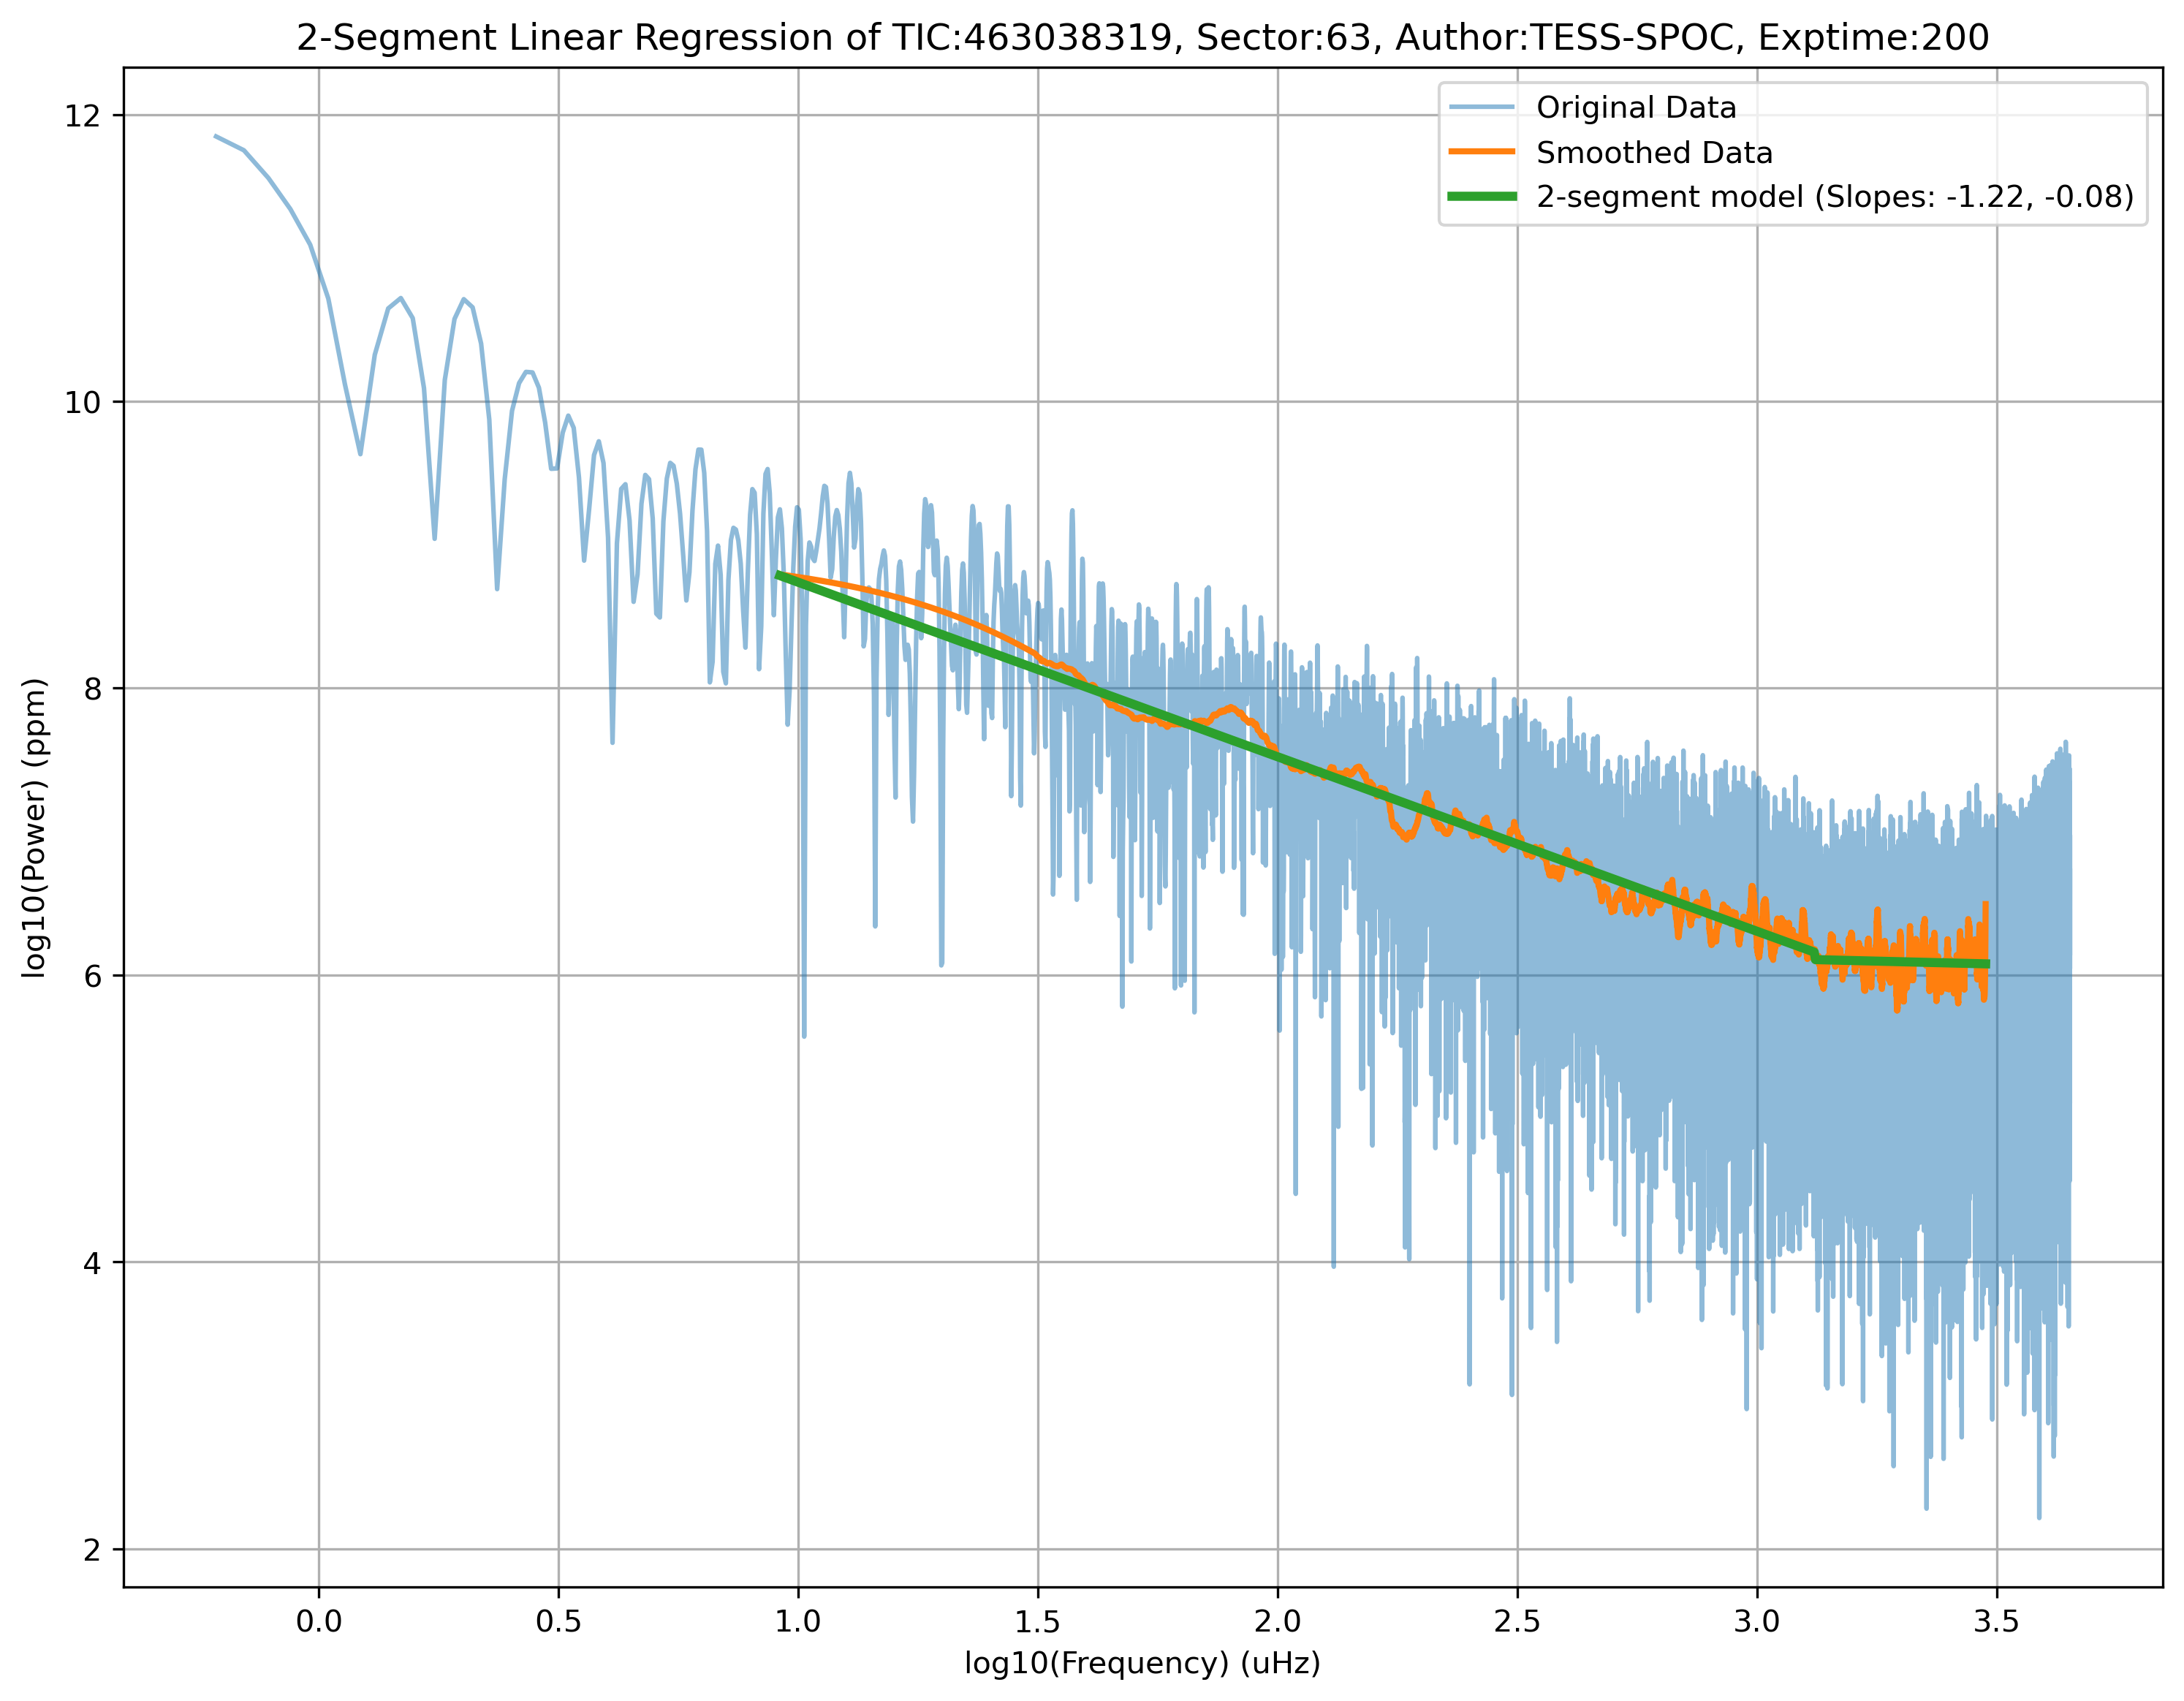 2-Segment Linear Regression of TIC:463038319, Sector:63, Author:TESS-SPOC, Exptime:200
Original Data
Smoothed Data
2-segment model (Slopes: -1.22, -0.08)
log10(Power) (ppm)
12
10
8
6
4
2
0.0 0.5 1.0 1.5 2.0 2.5 3.0 3.5
log10(Frequency) (uHz)